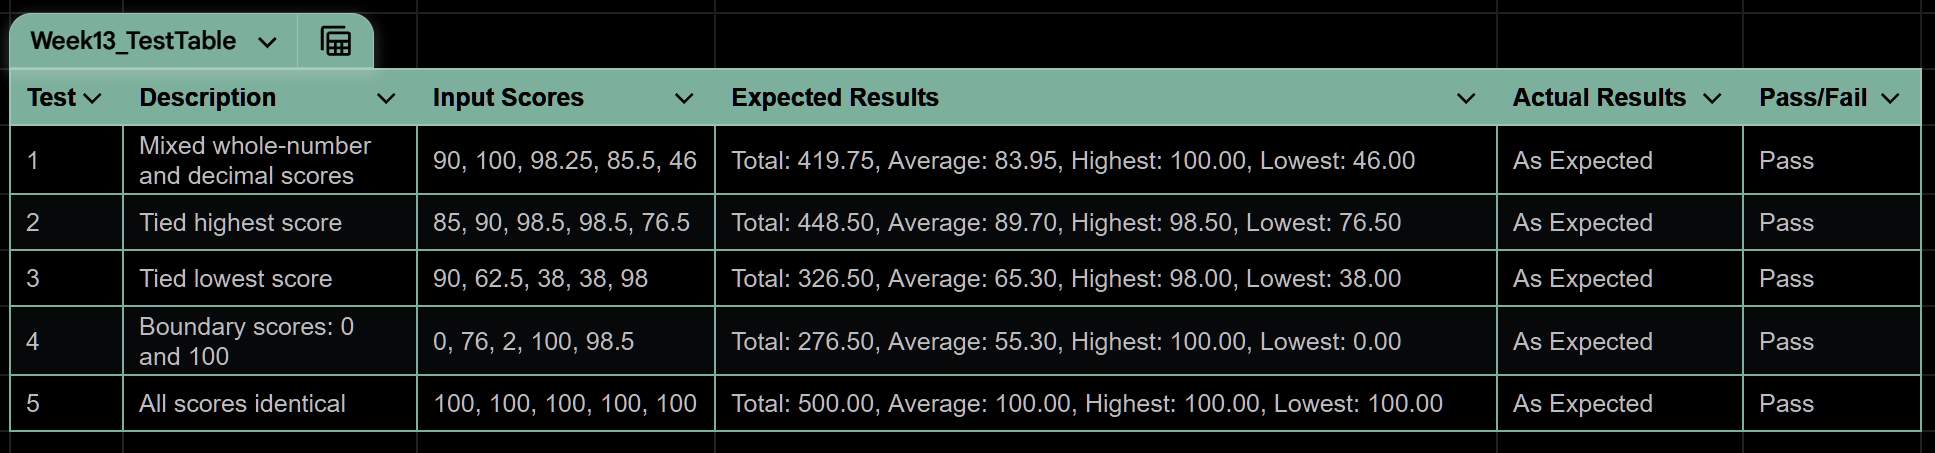 Week13_TestTable
Test Description Input Scores Expected Results Actual Results Pass/Fail
1 Mixed whole-number and decimal scores 90, 100, 98.25, 85.5, 46 Total: 419.75, Average: 83.95, Highest: 100.00, Lowest: 46.00 As Expected Pass
2 Tied highest score 85, 90, 98.5, 98.5, 76.5 Total: 448.50, Average: 89.70, Highest: 98.50, Lowest: 76.50 As Expected Pass
3 Tied lowest score 90, 62.5, 38, 38, 98 Total: 326.50, Average: 65.30, Highest: 98.00, Lowest: 38.00 As Expected Pass
4 Boundary scores: 0 and 100 0, 76, 2, 100, 98.5 Total: 276.50, Average: 55.30, Highest: 100.00, Lowest: 0.00 As Expected Pass
5 All scores identical 100, 100, 100, 100, 100 Total: 500.00, Average: 100.00, Highest: 100.00, Lowest: 100.00 As Expected Pass